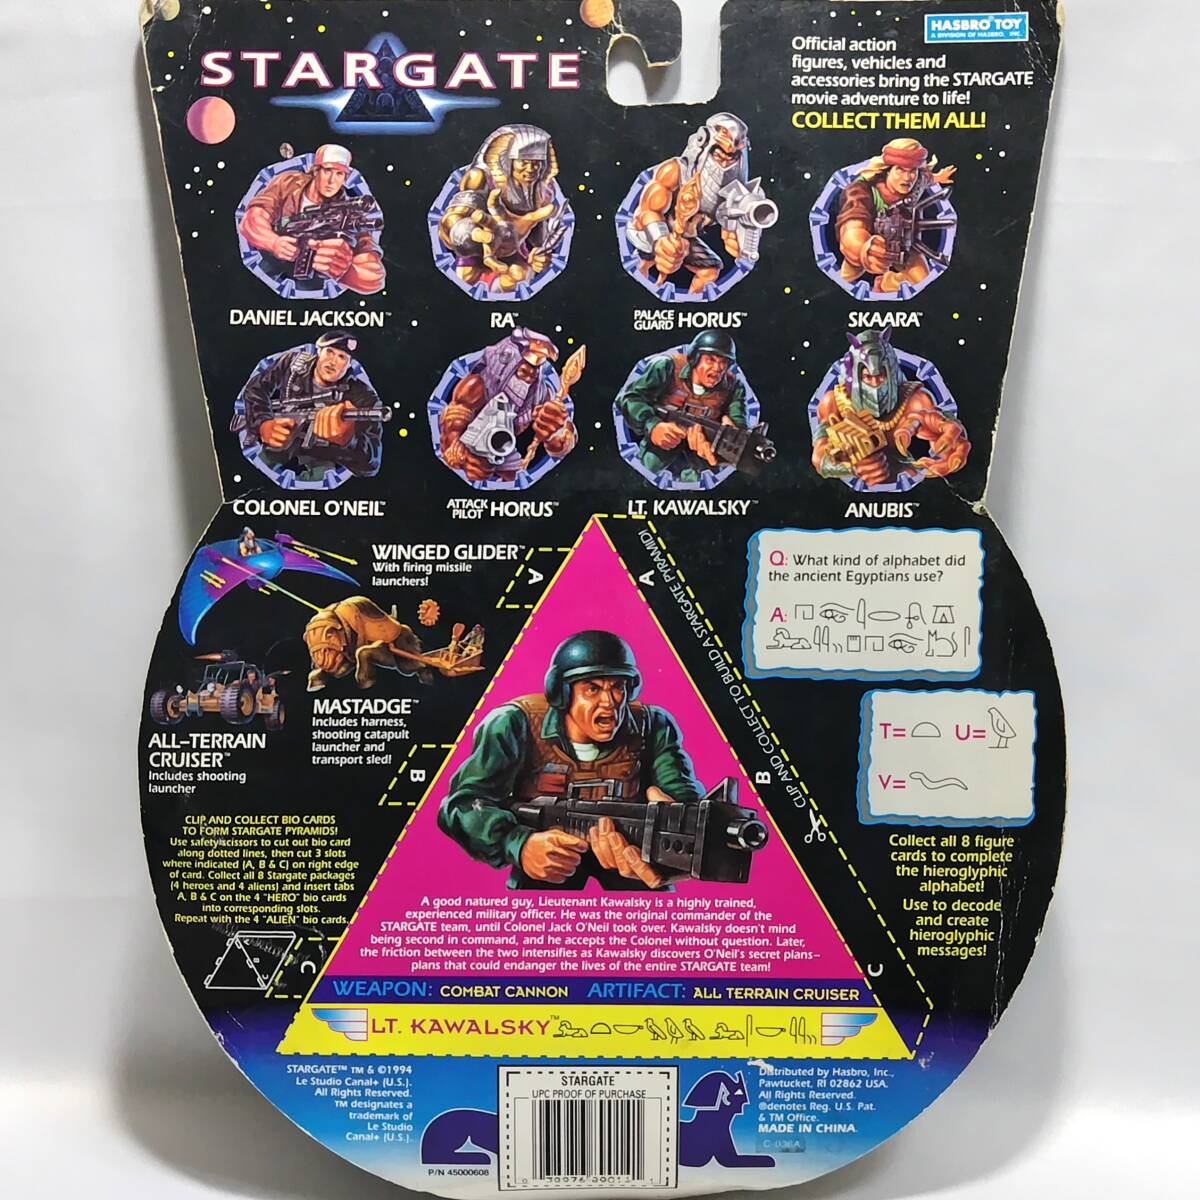 STARGATE
HASBRO® TOY
A DIVISION OF HASBRO, INC.
Official action
figures, vehicles and
accessories bring the STARGATE
movie adventure to life!
COLLECT THEM ALL!
DANIEL JACKSON™
RA™
PALACE GUARD HORUS™
SKAARA™
COLONEL O'NEIL™
ATTACK PILOT HORUS™
LT. KAWALSKY™
ANUBIS™
WINGED GLIDER™
With firing missile
launchers!
MASTADGE™
Includes harness,
shooting catapult
launcher and
transport sled!
ALL-TERRAIN
CRUISER™
Includes shooting
launcher
CLIP AND COLLECT BIO CARDS
TO FORM STARGATE PYRAMIDS!
Use safety scissors to cut out bio card
along dotted lines, then cut 3 slots
where indicated (A, B & C) on right edge
of card. Collect all 8 Stargate packages
(4 heroes and 4 aliens) and insert tabs
A, B & C on the 4 "HERO" bio cards
into corresponding slots.
Repeat with the 4 "ALIEN" bio cards.
A
B
C
A
B
C
CLIP AND COLLECT TO BUILD A STARGATE PYRAMID!
Q: What kind of alphabet did
the ancient Egyptians use?
A:
T= U=
V=
Collect all 8 figure
cards to complete
the hieroglyphic
alphabet!
Use to decode
and create
hieroglyphic
messages!
A good natured guy, Lieutenant Kawalsky is a highly trained,
experienced military officer. He was the original commander of the
STARGATE team, until Colonel Jack O'Neil took over. Kawalsky doesn't mind
being second in command, and he accepts the Colonel without question. Later,
the friction between the two intensifies as Kawalsky discovers O'Neil's secret plans–
plans that could endanger the lives of the entire STARGATE team!
WEAPON: COMBAT CANNON ARTIFACT: ALL TERRAIN CRUISER
LT. KAWALSKY™
STARGATE™ TM & ©1994
Le Studio Canal+ (U.S.).
All Rights Reserved.
TM designates a
trademark of
Le Studio
Canal+ (U.S.).
P/N 45000608
STARGATE
UPC PROOF OF PURCHASE
Distributed by Hasbro, Inc.,
Pawtucket, RI 02862 USA.
All Rights Reserved.
®denotes Reg. U.S. Pat.
& TM Office.
MADE IN CHINA.
C-036A